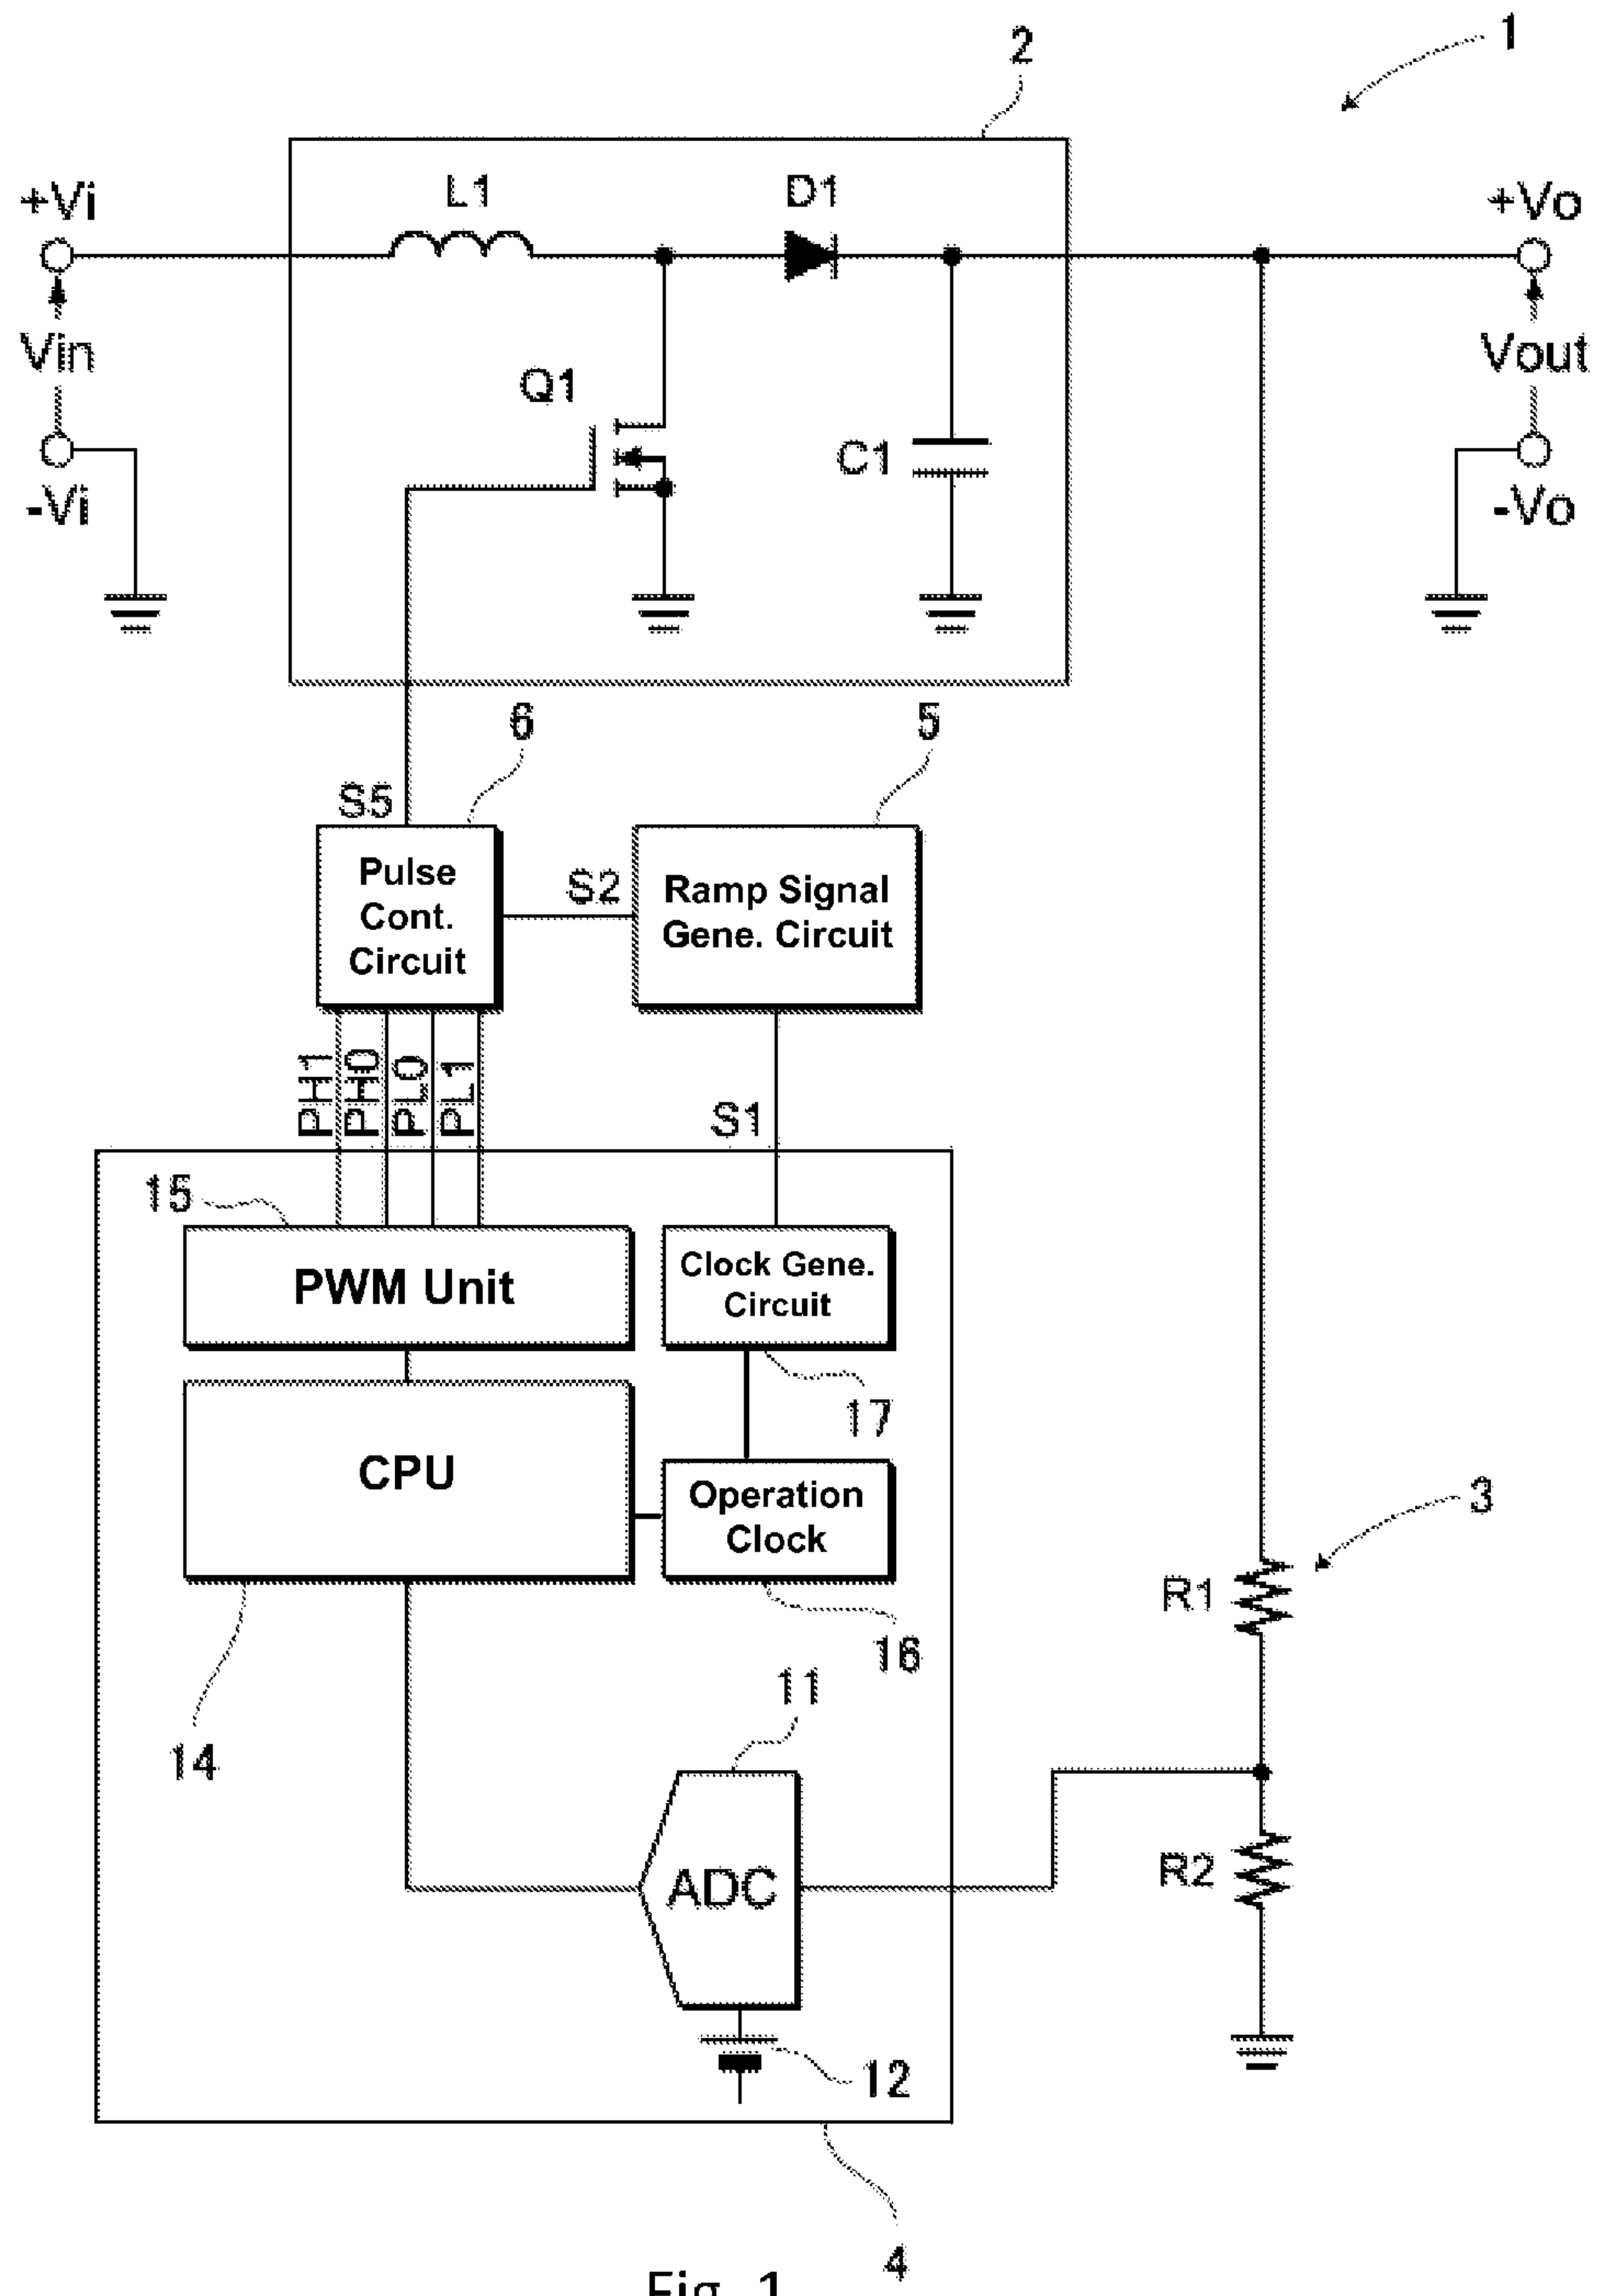 1
2
L1
D1
+Vi
+Vo
Vin
Vout
Q1
C1
-Vi
-Vo
6
5
S5
Pulse
Cont.
Circuit
S2
Ramp Signal
Gene. Circuit
PH1
PH0
PL0
PL1
S1
15
PWM Unit
Clock Gene.
Circuit
17
CPU
Operation
Clock
3
R1
16
14
11
ADC
R2
12
4
Fig. 1